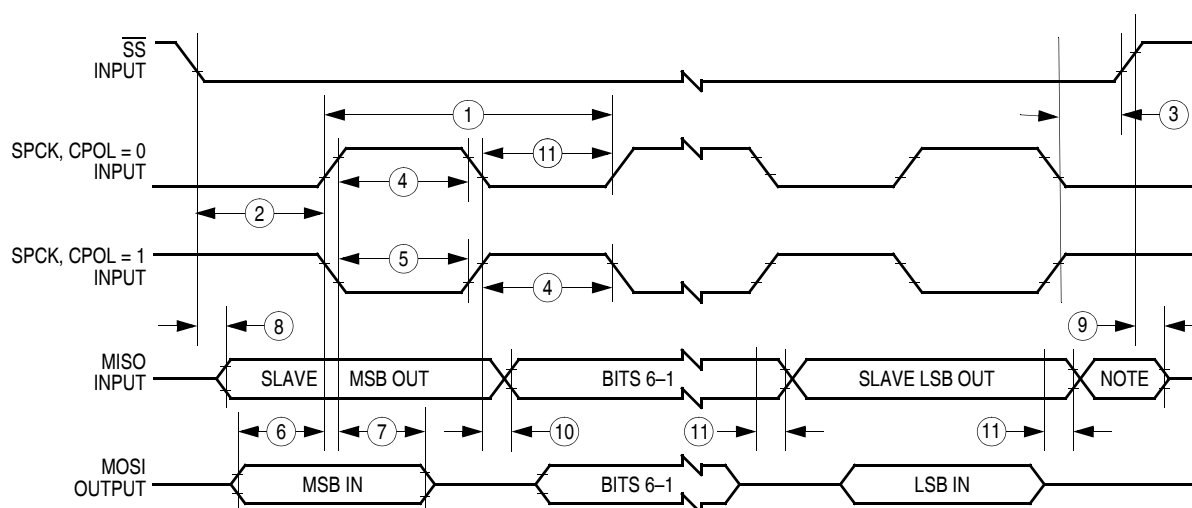 SS
INPUT
1
3
SPCK, CPOL = 0
INPUT
11
4
2
SPCK, CPOL = 1
INPUT
5
4
8
9
MISO
INPUT
SLAVE MSB OUT
BITS 6–1
SLAVE LSB OUT
NOTE
6
7
10
11
11
MOSI
OUTPUT
MSB IN
BITS 6–1
LSB IN